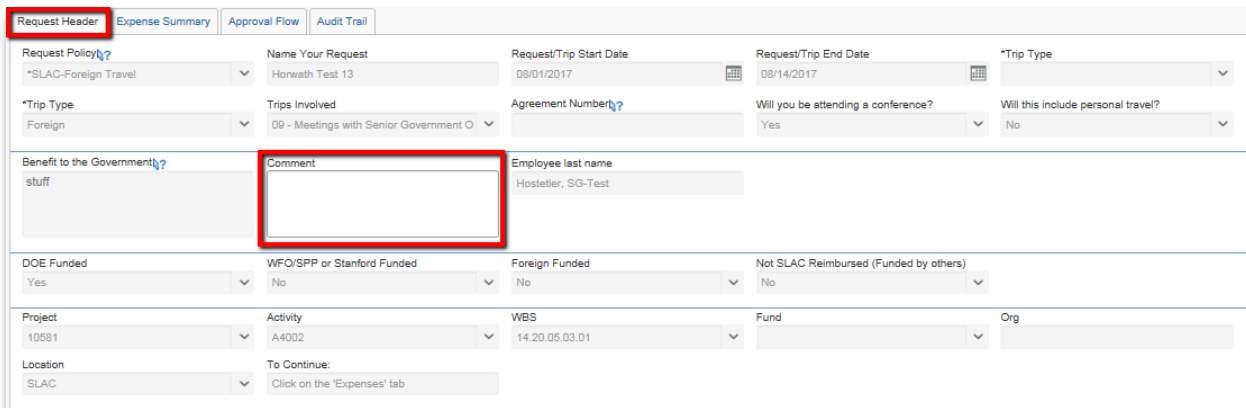 Request Header Expense Summary Approval Flow Audit Trail
Request Policy? Name Your Request Request/Trip Start Date Request/Trip End Date *Trip Type
*SLAC-Foreign Travel Horwath Test 13 08/01/2017 08/14/2017
*Trip Type Trips Involved Agreement Number? Will you be attending a conference? Will this include personal travel?
Foreign 09 - Meetings with Senior Government O Yes No
Benefit to the Government? Comment Employee last name
stuff Hostetler, SG-Test
DOE Funded WFO/SPP or Stanford Funded Foreign Funded Not SLAC Reimbursed (Funded by others)
Yes No No No
Project Activity WBS Fund Org
10581 A4002 14.20.05.03.01
Location To Continue:
SLAC Click on the 'Expenses' tab